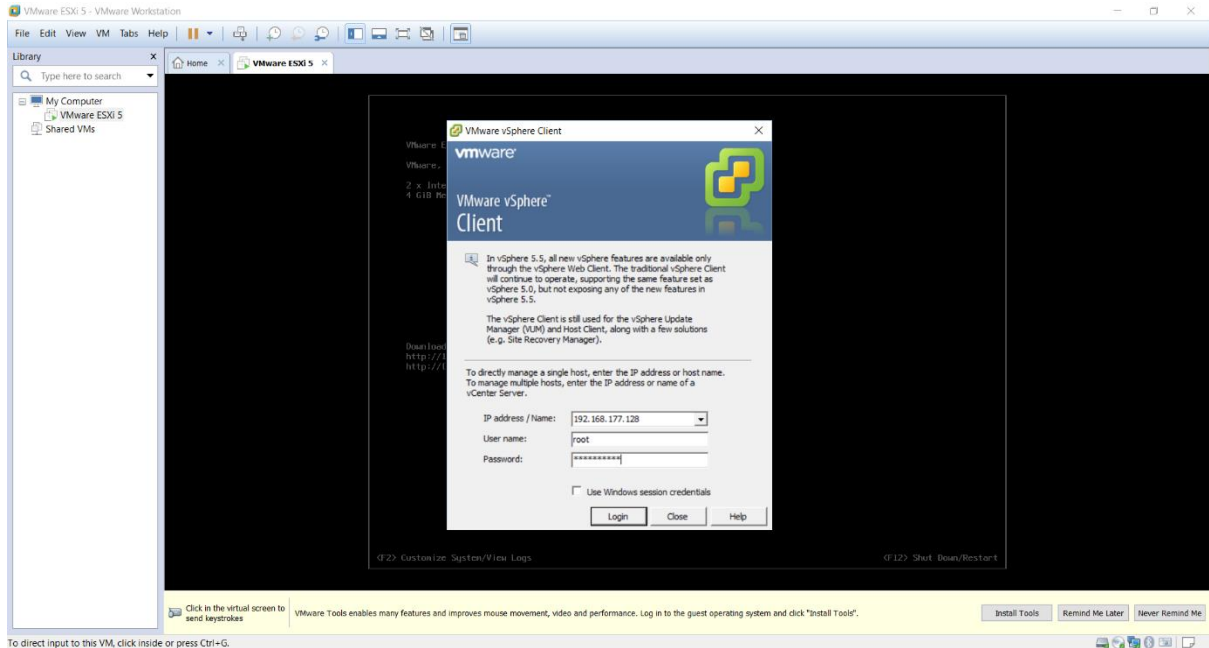 VMware ESXi 5 - VMware Workstation
File Edit View VM Tabs Help
Library
Type here to search
My Computer
VMware ESXi 5
Shared VMs
Home
VMware ESXi 5
VMware E
VMware,
2 x Inte
4 GiB Me
Download
http://
http://
<F2> Customize System/View Logs
<F12> Shut Down/Restart
VMware vSphere Client
vmware
VMware vSphere™
Client
In vSphere 5.5, all new vSphere features are available only
through the vSphere Web Client. The traditional vSphere Client
will continue to operate, supporting the same feature set as
vSphere 5.0, but not exposing any of the new features in
vSphere 5.5.
The vSphere Client is still used for the vSphere Update
Manager (VUM) and Host Client, along with a few solutions
(e.g. Site Recovery Manager).
To directly manage a single host, enter the IP address or host name.
To manage multiple hosts, enter the IP address or name of a
vCenter Server.
IP address / Name: 192.168.177.128
User name: root
Password: **********
Use Windows session credentials
Login Close Help
Click in the virtual screen to
send keystrokes
VMware Tools enables many features and improves mouse movement, video and performance. Log in to the guest operating system and click "Install Tools".
Install Tools Remind Me Later Never Remind Me
To direct input to this VM, click inside or press Ctrl+G.